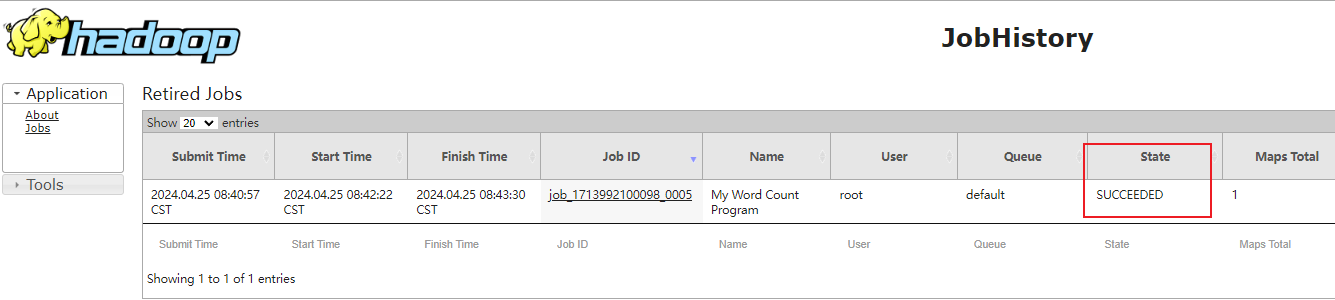 hadoop
JobHistory
Application
About
Jobs
Tools
Retired Jobs
Show 20 entries
Submit Time Start Time Finish Time Job ID Name User Queue State Maps Total
2024.04.25 08:40:57 2024.04.25 08:42:22 2024.04.25 08:43:30 job_1713992100098_0005 My Word Count root default SUCCEEDED 1
CST CST CST Program
Submit Time Start Time Finish Time Job ID Name User Queue State Maps Total
Showing 1 to 1 of 1 entries